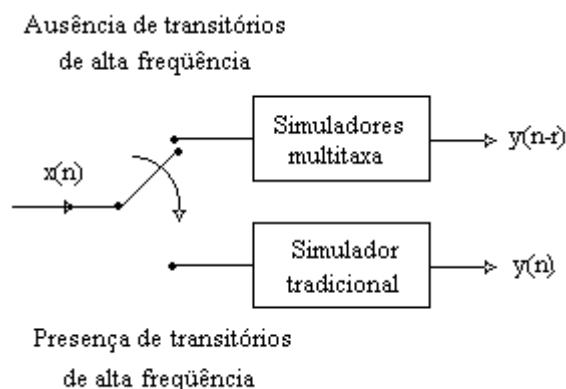 Ausência de transitórios
de alta freqüência
Simuladores
multitaxa
y(n-r)
x(n)
Simulador
tradicional
y(n)
Presença de transitórios
de alta freqüência